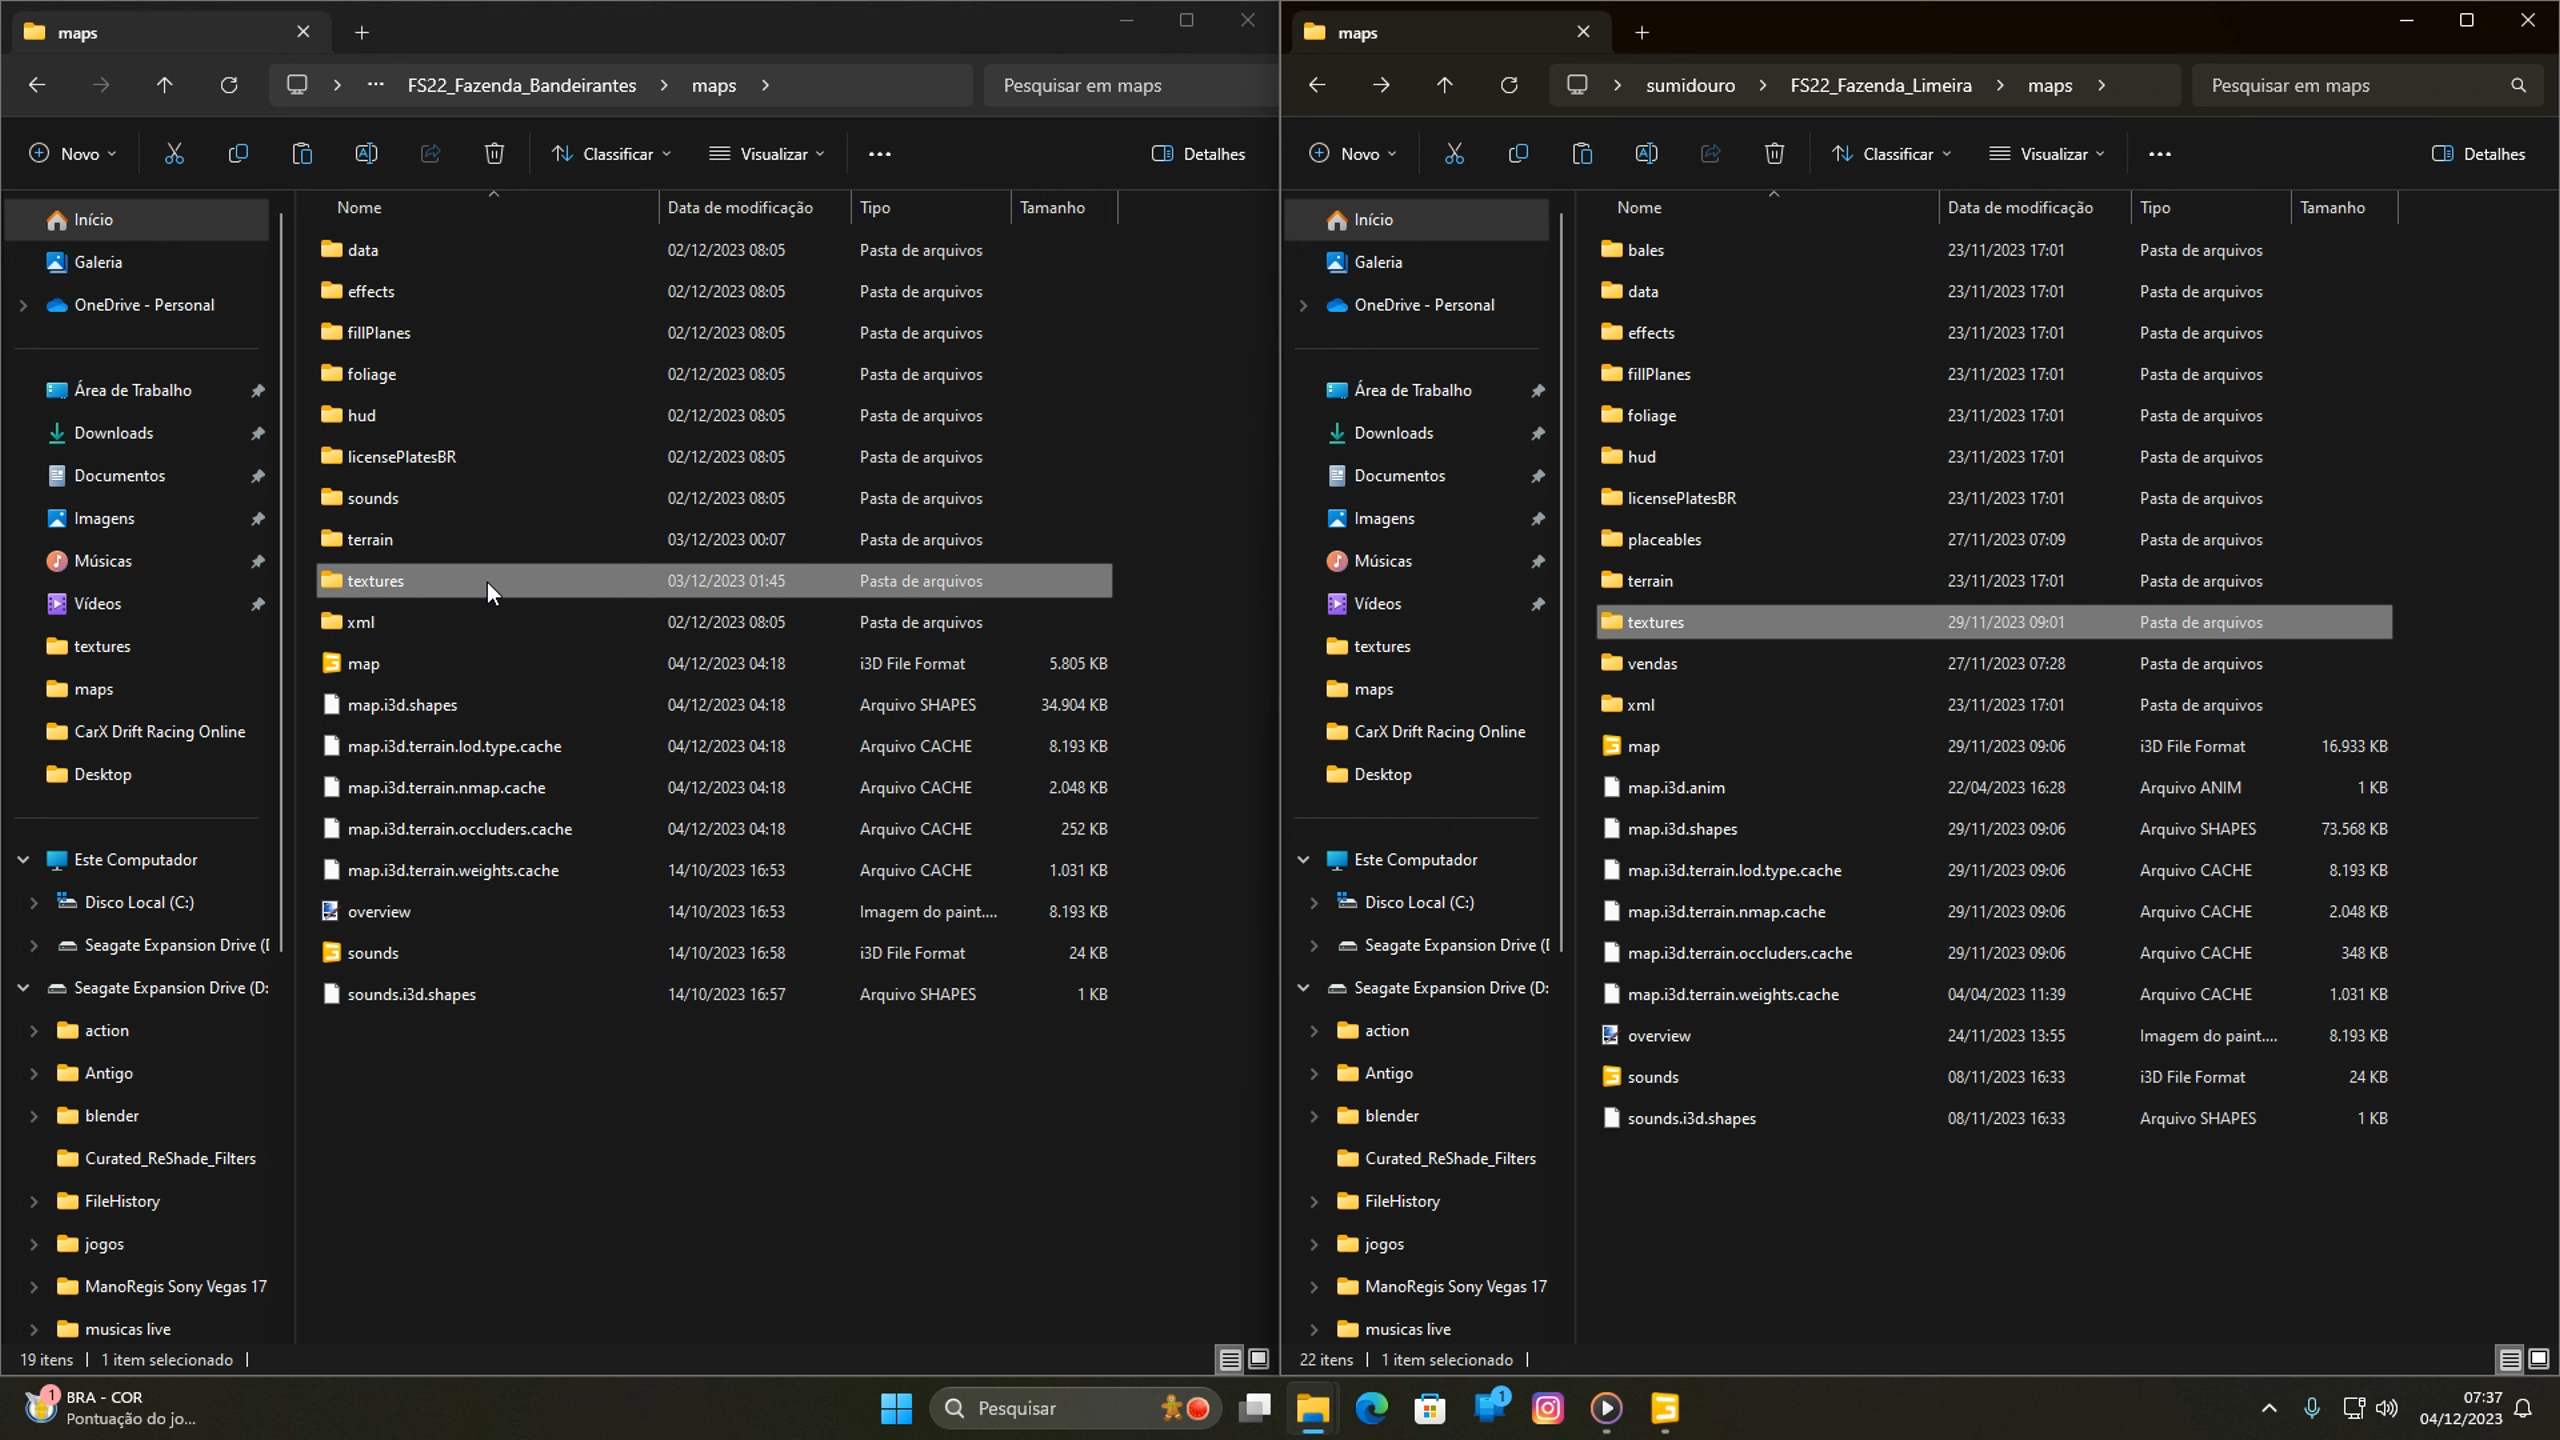 maps
FS22_Fazenda_Bandeirantes
maps
Pesquisar em maps
Novo
Classificar
Visualizar
Detalhes
Início
Galeria
OneDrive - Personal
Área de Trabalho
Downloads
Documentos
Imagens
Músicas
Vídeos
textures
maps
CarX Drift Racing Online
Desktop
Este Computador
Disco Local (C:)
Seagate Expansion Drive (
Seagate Expansion Drive (D:
action
Antigo
blender
Curated_ReShade_Filters
FileHistory
jogos
ManoRegis Sony Vegas 17
musicas live
Nome Data de modificação Tipo Tamanho
data 02/12/2023 08:05 Pasta de arquivos
effects 02/12/2023 08:05 Pasta de arquivos
fillPlanes 02/12/2023 08:05 Pasta de arquivos
foliage 02/12/2023 08:05 Pasta de arquivos
hud 02/12/2023 08:05 Pasta de arquivos
licensePlatesBR 02/12/2023 08:05 Pasta de arquivos
sounds 02/12/2023 08:05 Pasta de arquivos
terrain 03/12/2023 00:07 Pasta de arquivos
textures 03/12/2023 01:45 Pasta de arquivos
xml 02/12/2023 08:05 Pasta de arquivos
map 04/12/2023 04:18 i3D File Format 5.805 KB
map.i3d.shapes 04/12/2023 04:18 Arquivo SHAPES 34.904 KB
map.i3d.terrain.lod.type.cache 04/12/2023 04:18 Arquivo CACHE 8.193 KB
map.i3d.terrain.nmap.cache 04/12/2023 04:18 Arquivo CACHE 2.048 KB
map.i3d.terrain.occluders.cache 04/12/2023 04:18 Arquivo CACHE 252 KB
map.i3d.terrain.weights.cache 14/10/2023 16:53 Arquivo CACHE 1.031 KB
overview 14/10/2023 16:53 Imagem do paint.... 8.193 KB
sounds 14/10/2023 16:58 i3D File Format 24 KB
sounds.i3d.shapes 14/10/2023 16:57 Arquivo SHAPES 1 KB
19 itens 1 item selecionado
maps
sumidouro
FS22_Fazenda_Limeira
maps
Pesquisar em maps
Novo
Classificar
Visualizar
Detalhes
Início
Galeria
OneDrive - Personal
Área de Trabalho
Downloads
Documentos
Imagens
Músicas
Vídeos
textures
maps
CarX Drift Racing Online
Desktop
Este Computador
Disco Local (C:)
Seagate Expansion Drive (
Seagate Expansion Drive (D:
action
Antigo
blender
Curated_ReShade_Filters
FileHistory
jogos
ManoRegis Sony Vegas 17
musicas live
Nome Data de modificação Tipo Tamanho
bales 23/11/2023 17:01 Pasta de arquivos
data 23/11/2023 17:01 Pasta de arquivos
effects 23/11/2023 17:01 Pasta de arquivos
fillPlanes 23/11/2023 17:01 Pasta de arquivos
foliage 23/11/2023 17:01 Pasta de arquivos
hud 23/11/2023 17:01 Pasta de arquivos
licensePlatesBR 23/11/2023 17:01 Pasta de arquivos
placeables 27/11/2023 07:09 Pasta de arquivos
terrain 23/11/2023 17:01 Pasta de arquivos
textures 29/11/2023 09:01 Pasta de arquivos
vendas 27/11/2023 07:28 Pasta de arquivos
xml 23/11/2023 17:01 Pasta de arquivos
map 29/11/2023 09:06 i3D File Format 16.933 KB
map.i3d.anim 22/04/2023 16:28 Arquivo ANIM 1 KB
map.i3d.shapes 29/11/2023 09:06 Arquivo SHAPES 73.568 KB
map.i3d.terrain.lod.type.cache 29/11/2023 09:06 Arquivo CACHE 8.193 KB
map.i3d.terrain.nmap.cache 29/11/2023 09:06 Arquivo CACHE 2.048 KB
map.i3d.terrain.occluders.cache 29/11/2023 09:06 Arquivo CACHE 348 KB
map.i3d.terrain.weights.cache 04/04/2023 11:39 Arquivo CACHE 1.031 KB
overview 24/11/2023 13:55 Imagem do paint.... 8.193 KB
sounds 08/11/2023 16:33 i3D File Format 24 KB
sounds.i3d.shapes 08/11/2023 16:33 Arquivo SHAPES 1 KB
22 itens 1 item selecionado
1
BRA - COR
Pontuação do jo...
Pesquisar
1
07:37
04/12/2023